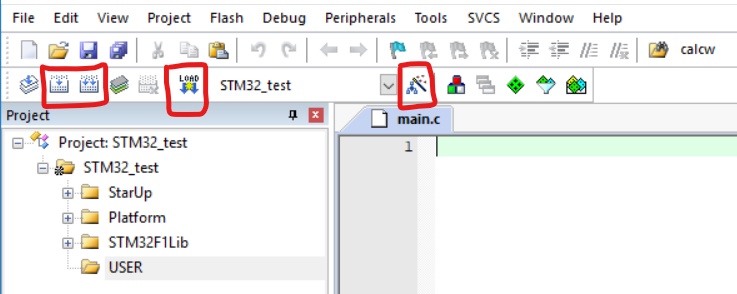 File Edit View Project Flash Debug Peripherals Tools SVCS Window Help
calcw
LOAD STM32_test
Project
main.c
1
Project: STM32_test
STM32_test
StarUp
Platform
STM32F1Lib
USER